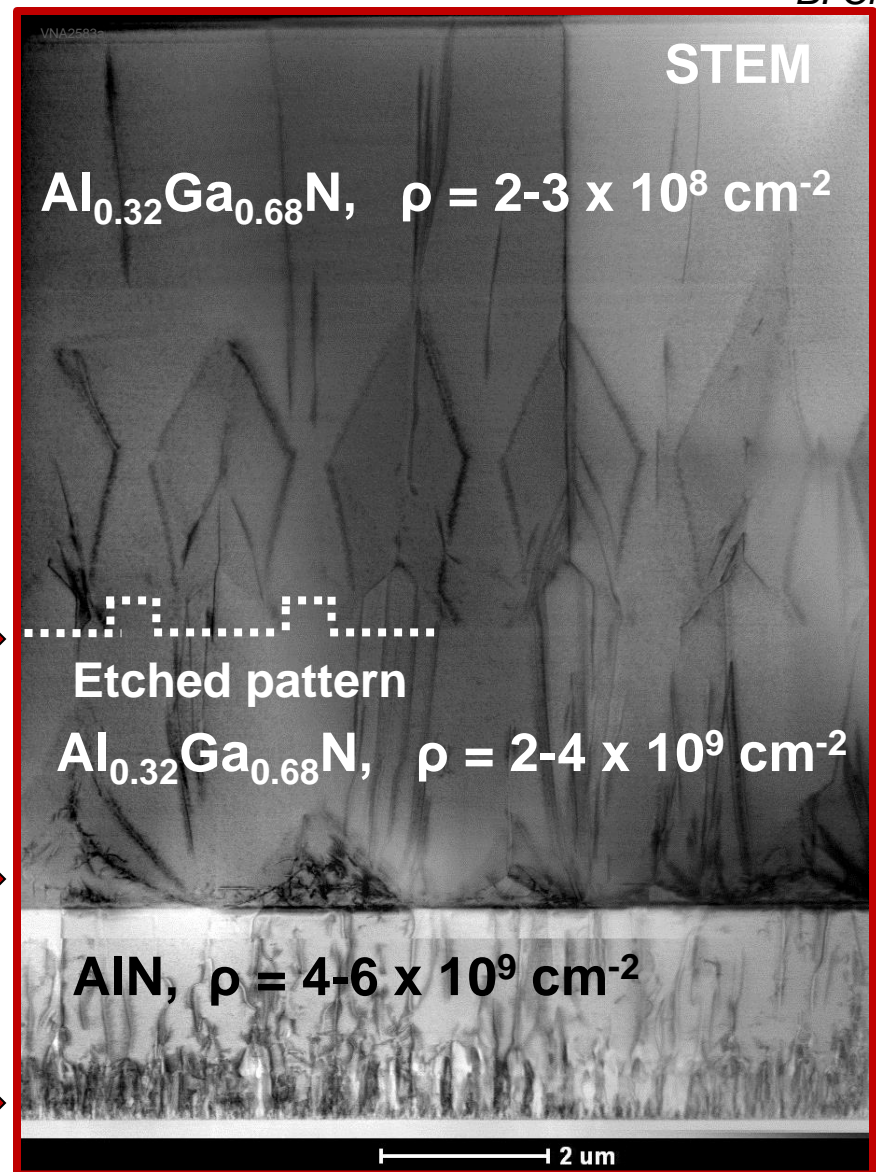 VNA2583a
STEM
Al₀.₃₂Ga₀.₆₈N, ρ = 2-3 x 10⁸ cm⁻²
Etched pattern
Al₀.₃₂Ga₀.₆₈N, ρ = 2-4 x 10⁹ cm⁻²
AlN, ρ = 4-6 x 10⁹ cm⁻²
2 um